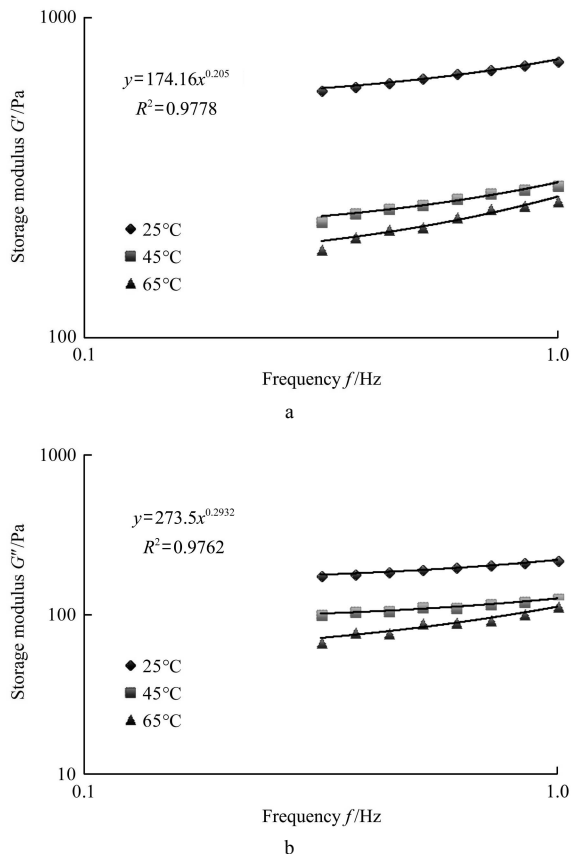 1000
y=174.16x^0.205
R²=0.9778
Storage modulus G′/Pa
25°C
45°C
65°C
100
0.1
1.0
Frequency f/Hz
a
1000
y=273.5x^0.2932
R²=0.9762
Storage modulus G″/Pa
100
25°C
45°C
65°C
10
0.1
1.0
Frequency f/Hz
b